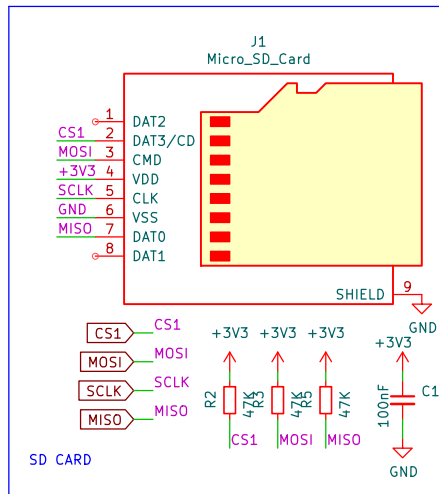 J1
Micro_SD_Card
1 DAT2
CS1 2 DAT3/CD
MOSI 3 CMD
+3V3 4 VDD
SCLK 5 CLK
GND 6 VSS
MISO 7 DAT0
8 DAT1
SHIELD 9
GND
CS1 CS1
MOSI MOSI
SCLK SCLK
MISO MISO
+3V3 +3V3 +3V3 +3V3
R2 47K R3 47K R5 47K
100nF C1
CS1 MOSI MISO
GND
SD CARD